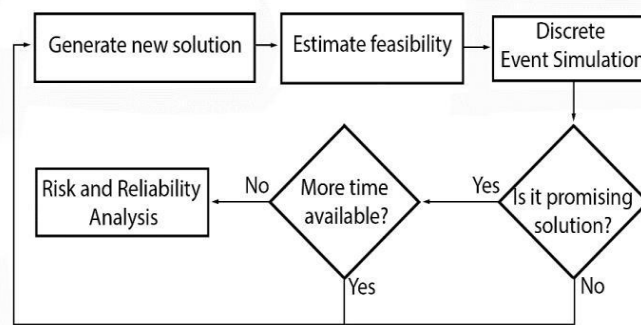 Generate new solution
Estimate feasibility
Discrete
Event Simulation
Risk and Reliability
Analysis
No
More time
available?
Yes
Is it promising
solution?
Yes
No